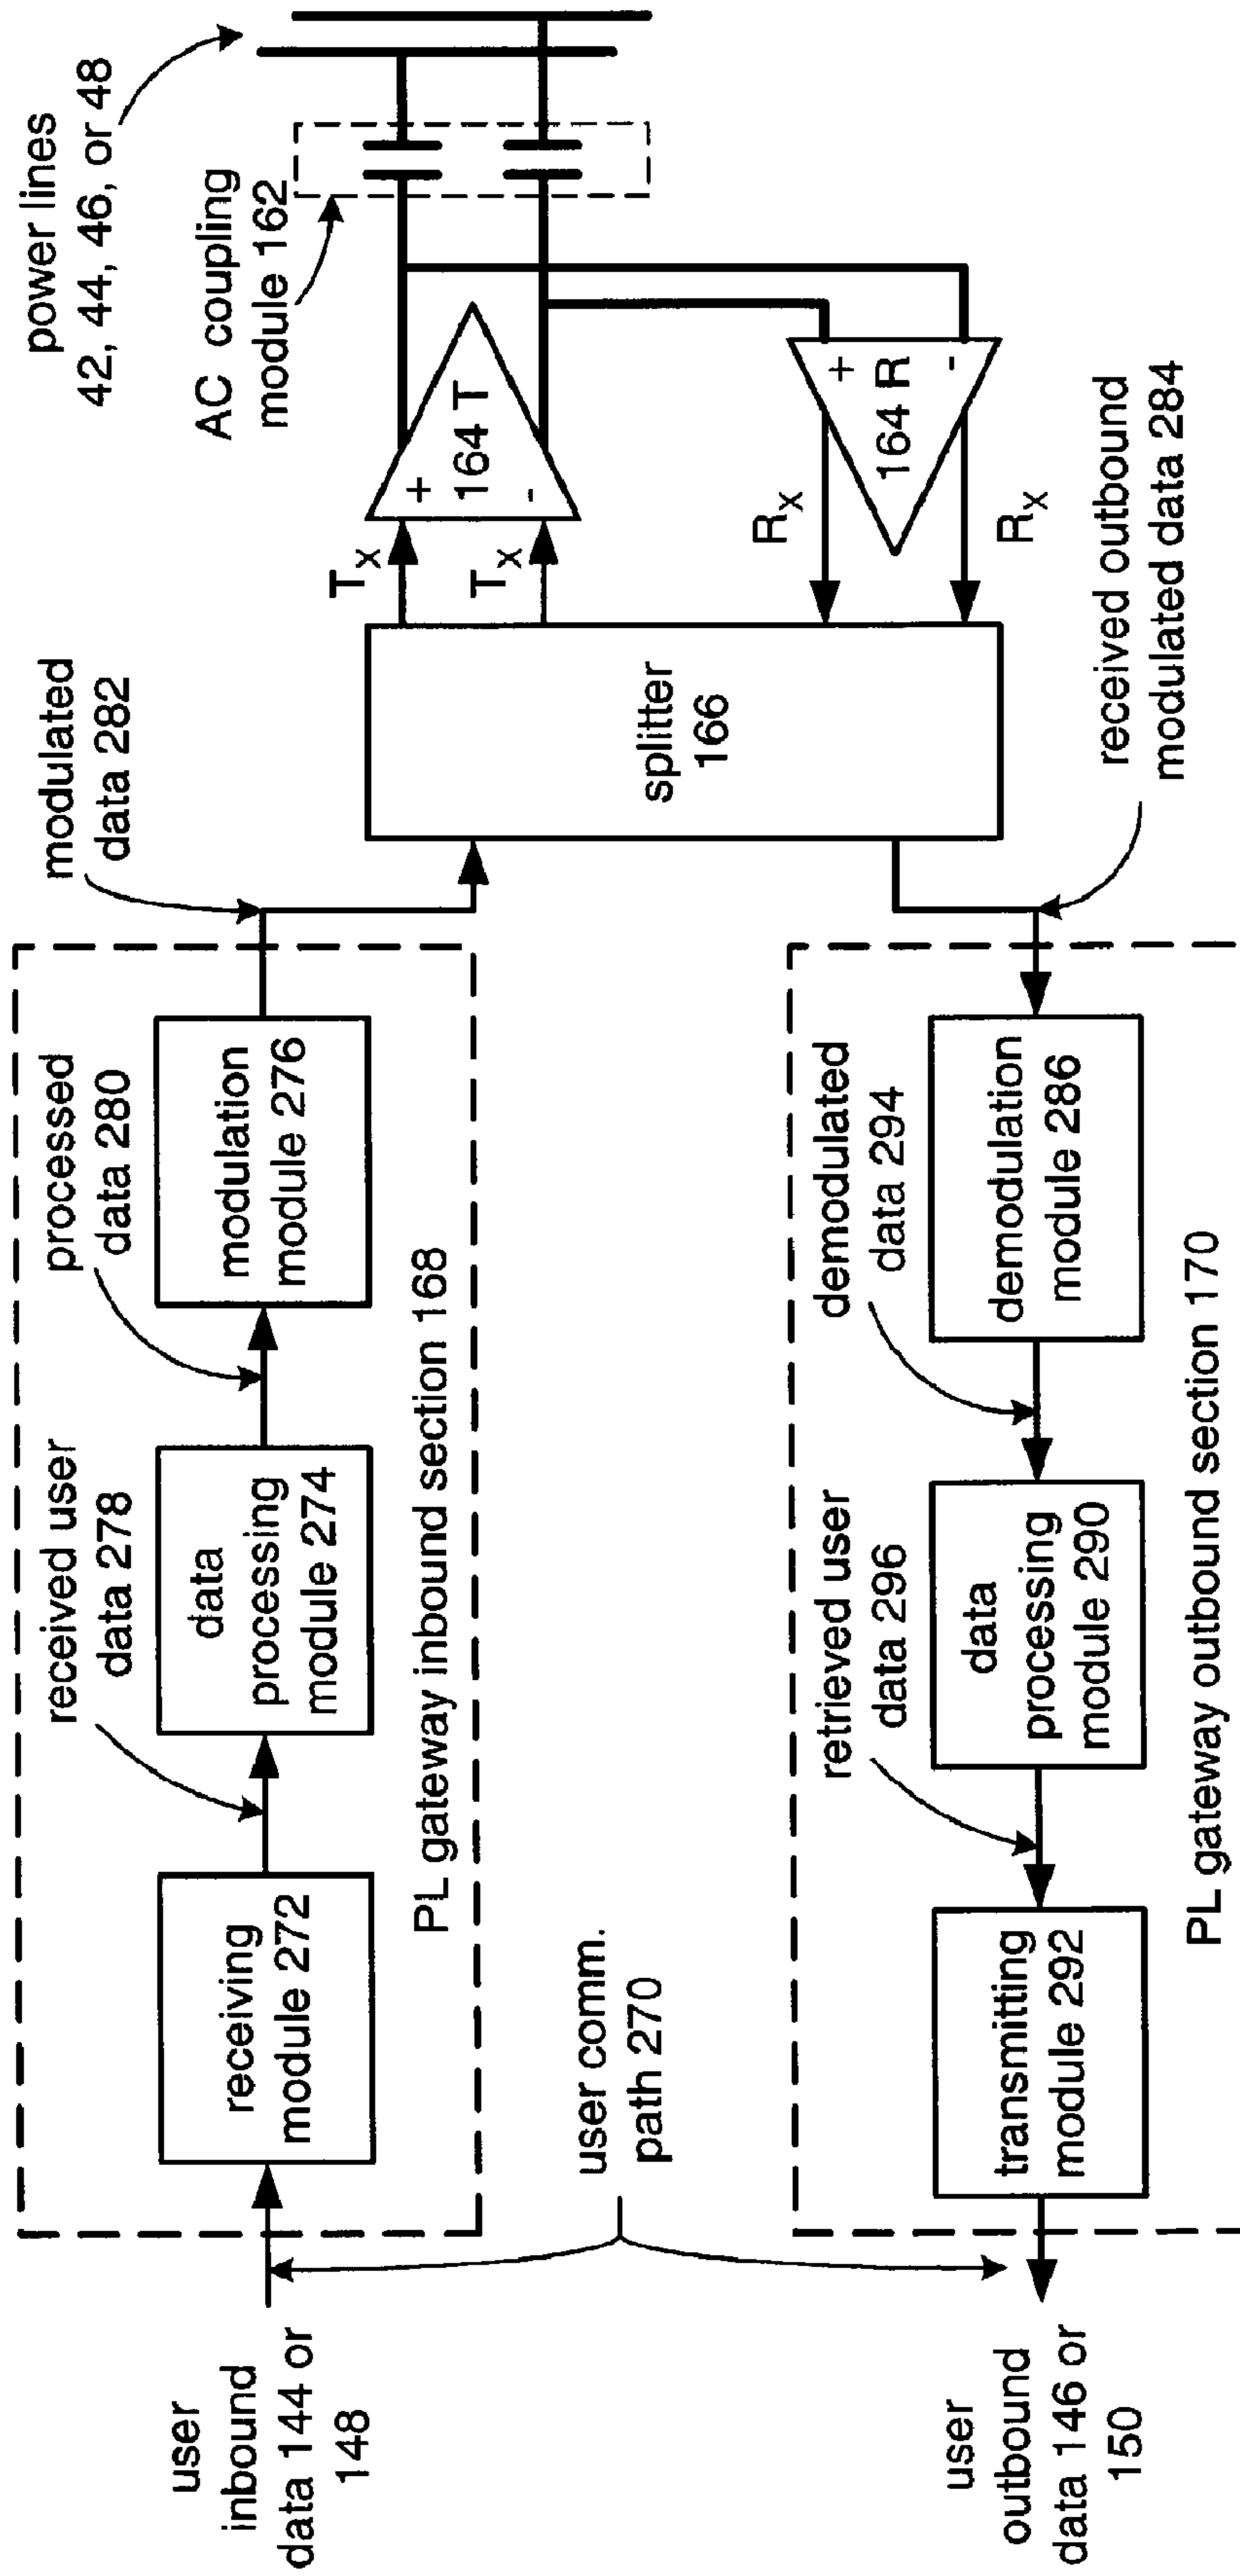 power lines
42, 44, 46, or 48
AC coupling
module 162
modulated
data 282
processed
data 280
received user
data 278
user
inbound
data 144 or
148
receiving
module 272
data
processing
module 274
modulation
module 276
PL gateway inbound section 168
Tx
Tx
+
164 T
-
splitter
166
Rx
Rx
+
164 R
-
received outbound
modulated data 284
user comm.
path 270
demodulated
data 294
retrieved user
data 296
user
outbound
data 146 or
150
transmitting
module 292
data
processing
module 290
demodulation
module 286
PL gateway outbound section 170